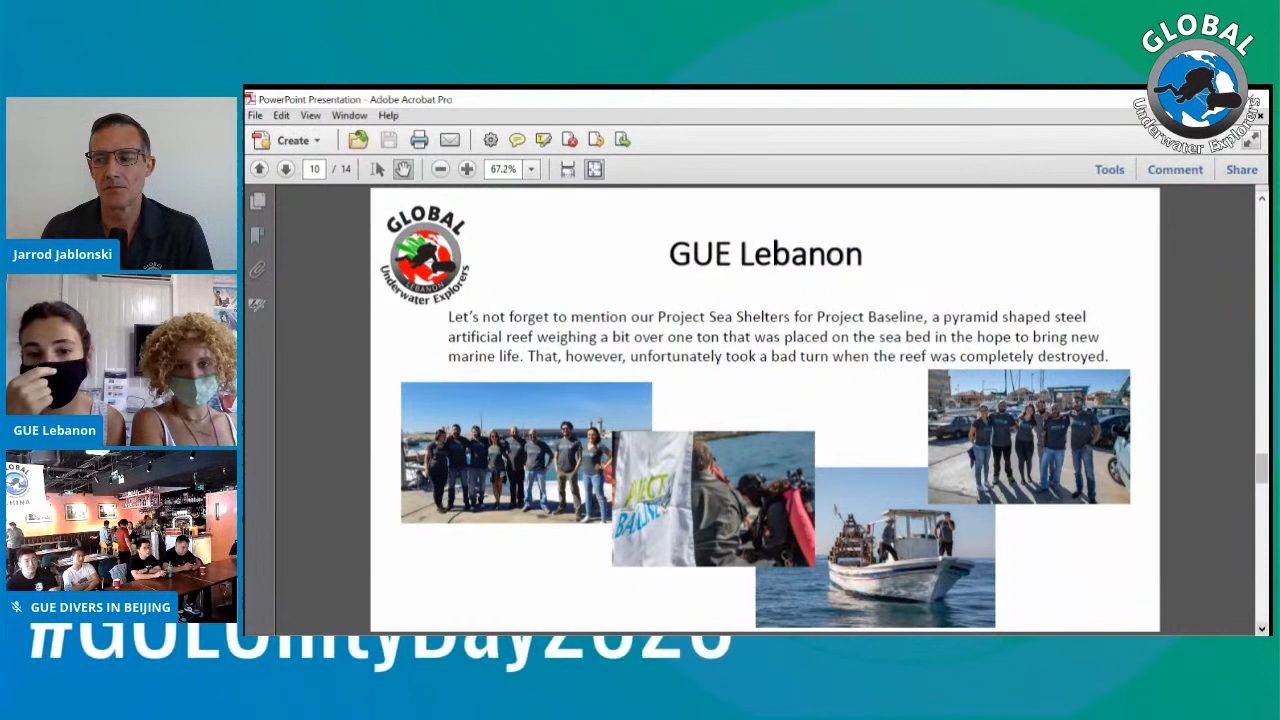 GLOBAL
Underwater Explorers
PowerPoint Presentation - Adobe Acrobat Pro
File Edit View Window Help
Create
10 / 14
67.2%
Tools Comment Share
Jarrod Jablonski
GUE Lebanon
GUE DIVERS IN BEIJING
GLOBAL
CHINA
GLOBAL
LEBANON
Underwater Explorers
GUE Lebanon
Let's not forget to mention our Project Sea Shelters for Project Baseline, a pyramid shaped steel
artificial reef weighing a bit over one ton that was placed on the sea bed in the hope to bring new
marine life. That, however, unfortunately took a bad turn when the reef was completely destroyed.
#GUEUnityDay2020